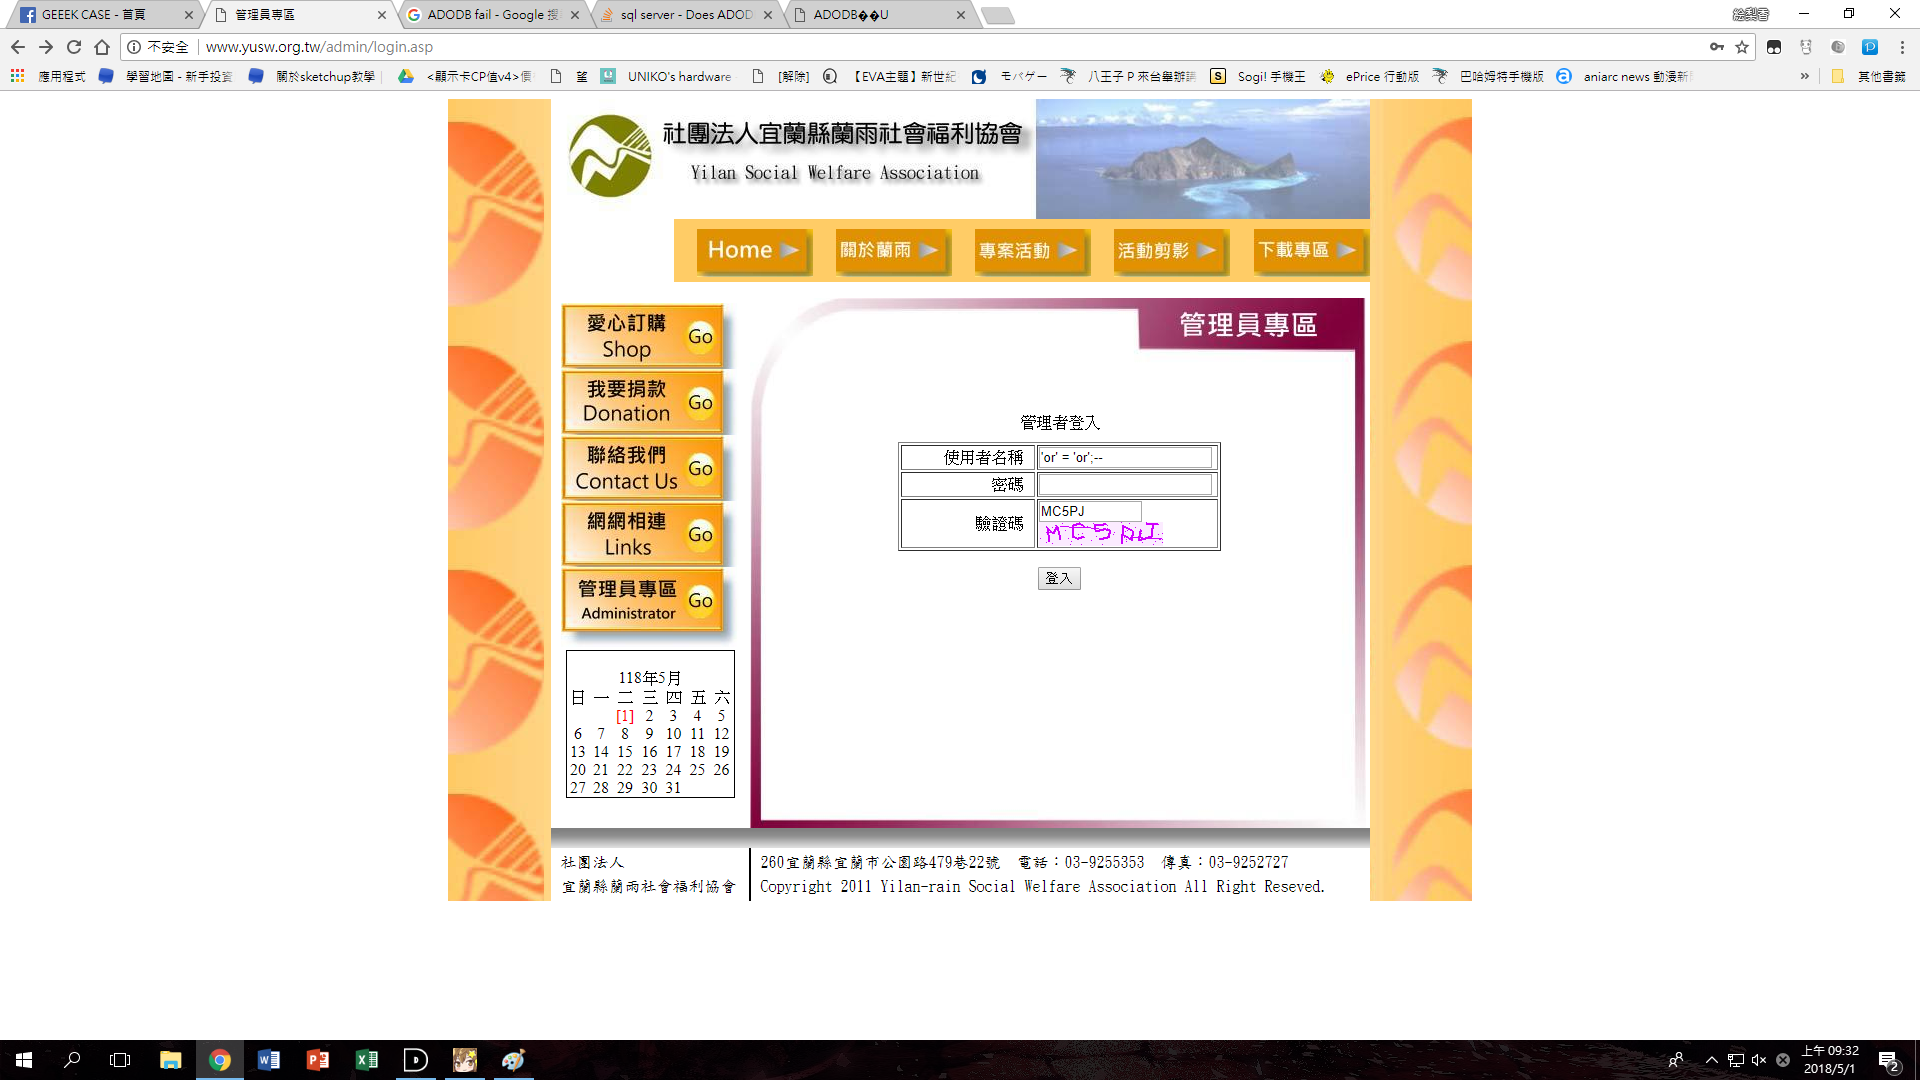 GEEEK CASE - 首頁
管理員專區
ADODB fail - Google 搜
sql server - Does ADOD
ADODB��U
絵梨香
不安全
www.yusw.org.tw/admin/login.asp
應用程式
學習地圖 - 新手投資
關於sketchup教學
<顯示卡CP值v4>價
望
UNIKO's hardware
[解除]
【EVA主題】新世紀
モバゲー
八王子 P 來台舉辦講
Sogi! 手機王
ePrice 行動版
巴哈姆特手機版
aniarc news 動漫新
»
其他書籤
社團法人宜蘭縣蘭雨社會福利協會
Yilan Social Welfare Association
Home
關於蘭雨
專案活動
活動剪影
下載專區
愛心訂購
Shop
Go
我要捐款
Donation
Go
聯絡我們
Contact Us
Go
網網相連
Links
Go
管理員專區
Administrator
Go
管理員專區
管理者登入
使用者名稱
'or' = 'or';--
密碼
驗證碼
MC5PJ
MC5PJ
登入
118年5月
日 一 二 三 四 五 六
[1] 2 3 4 5
6 7 8 9 10 11 12
13 14 15 16 17 18 19
20 21 22 23 24 25 26
27 28 29 30 31
社團法人
宜蘭縣蘭雨社會福利協會
260宜蘭縣宜蘭市公園路479巷22號 電話：03-9255353 傳真：03-9252727
Copyright 2011 Yilan-rain Social Welfare Association All Right Reseved.
上午 09:32
2018/5/1
2